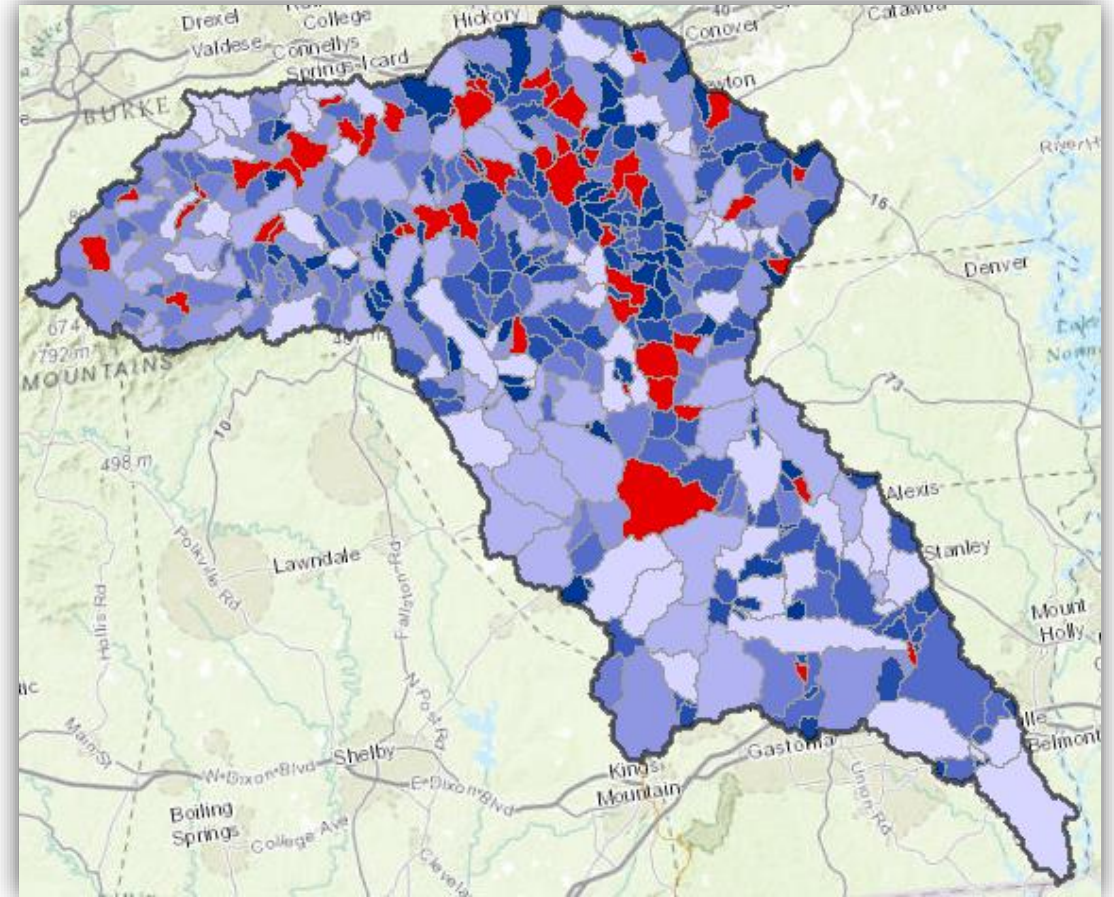 Drexel
College
Hickory
40
Catawba
Valdese
Connellys
Springs-Icard
Conover
BURKE
16
Denver
674
792 m
MOUNTAINS
10
73
498 m
Alexis
Polkville Rd
Lawndale
Fallston Rd
Stanley
Hollis Rd
Mount
Holly
N Post Rd
Main St
W Dixon Blvd
Shelby
E Dixon Blvd
Kings
Mountain
Gastonia
Belmont
Boiling
Springs
College Ave
Union Rd